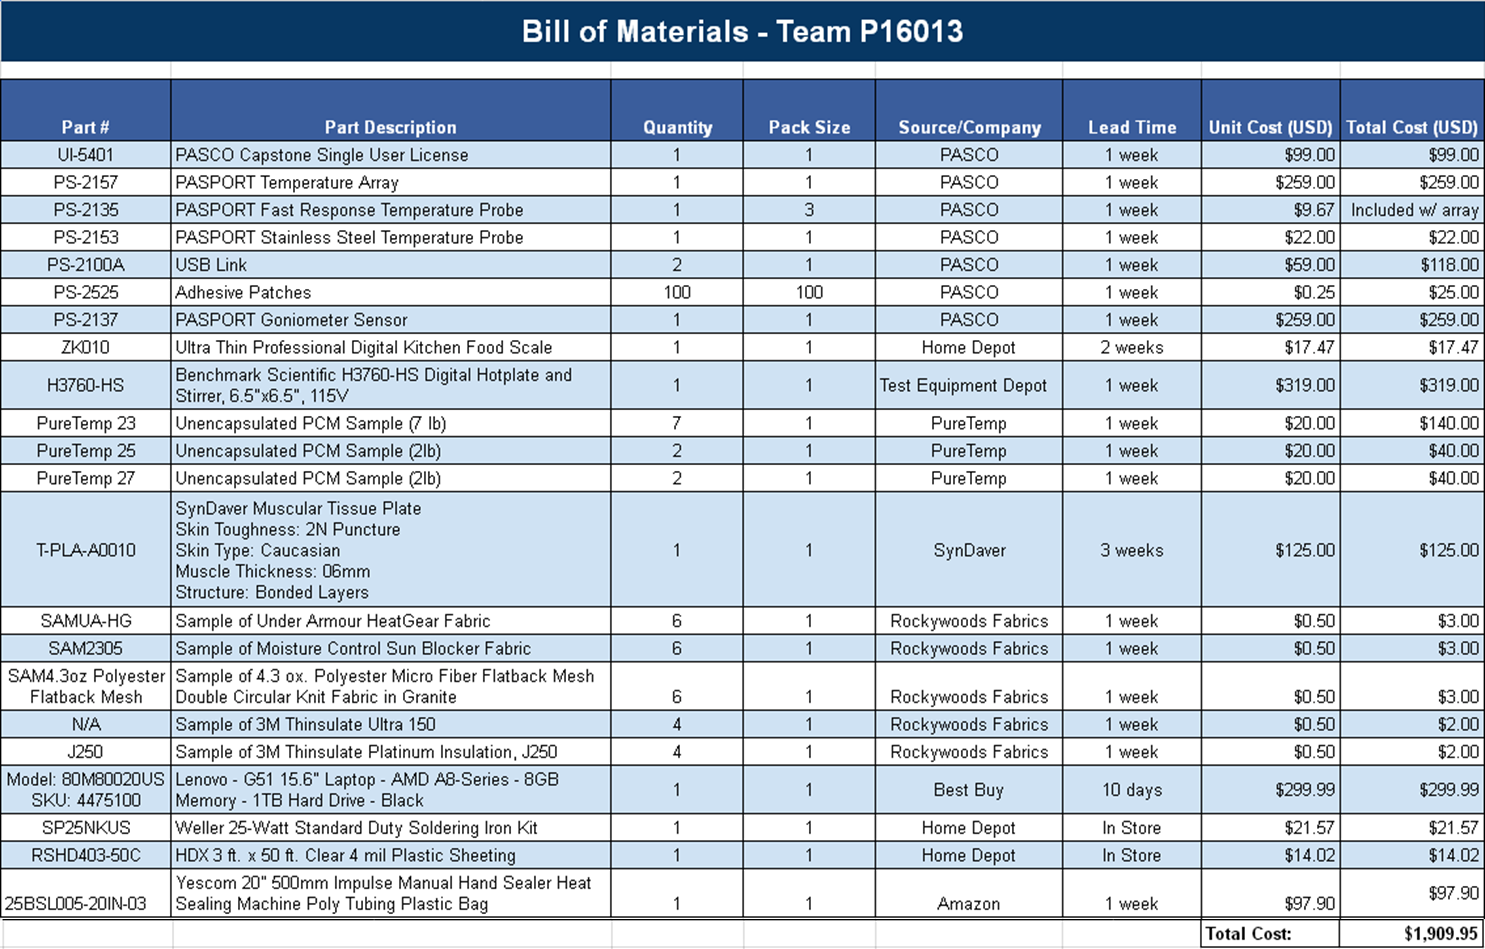 Bill of Materials - Team P16013
Part # Part Description Quantity Pack Size Source/Company Lead Time Unit Cost (USD) Total Cost (USD)
UI-5401 PASCO Capstone Single User License 1 1 PASCO 1 week $99.00 $99.00
PS-2157 PASPORT Temperature Array 1 1 PASCO 1 week $259.00 $259.00
PS-2135 PASPORT Fast Response Temperature Probe 1 3 PASCO 1 week $9.67 Included w/ array
PS-2153 PASPORT Stainless Steel Temperature Probe 1 1 PASCO 1 week $22.00 $22.00
PS-2100A USB Link 2 1 PASCO 1 week $59.00 $118.00
PS-2525 Adhesive Patches 100 100 PASCO 1 week $0.25 $25.00
PS-2137 PASPORT Goniometer Sensor 1 1 PASCO 1 week $259.00 $259.00
ZK010 Ultra Thin Professional Digital Kitchen Food Scale 1 1 Home Depot 2 weeks $17.47 $17.47
Benchmark Scientific H3760-HS Digital Hotplate and
H3760-HS Stirrer, 6.5"x6.5", 115V 1 1 Test Equipment Depot 1 week $319.00 $319.00
PureTemp 23 Unencapsulated PCM Sample (7 lb) 7 1 PureTemp 1 week $20.00 $140.00
PureTemp 25 Unencapsulated PCM Sample (2lb) 2 1 PureTemp 1 week $20.00 $40.00
PureTemp 27 Unencapsulated PCM Sample (2lb) 2 1 PureTemp 1 week $20.00 $40.00
SynDaver Muscular Tissue Plate
Skin Toughness: 2N Puncture
T-PLA-A0010 Skin Type: Caucasian 1 1 SynDaver 3 weeks $125.00 $125.00
Muscle Thickness: 06mm
Structure: Bonded Layers
SAMUA-HG Sample of Under Armour HeatGear Fabric 6 1 Rockywoods Fabrics 1 week $0.50 $3.00
SAM2305 Sample of Moisture Control Sun Blocker Fabric 6 1 Rockywoods Fabrics 1 week $0.50 $3.00
SAM4.3oz Polyester Sample of 4.3 ox. Polyester Micro Fiber Flatback Mesh
Flatback Mesh Double Circular Knit Fabric in Granite 6 1 Rockywoods Fabrics 1 week $0.50 $3.00
N/A Sample of 3M Thinsulate Ultra 150 4 1 Rockywoods Fabrics 1 week $0.50 $2.00
J250 Sample of 3M Thinsulate Platinum Insulation, J250 4 1 Rockywoods Fabrics 1 week $0.50 $2.00
Model: 80M80020US Lenovo - G51 15.6" Laptop - AMD A8-Series - 8GB
SKU: 4475100 Memory - 1TB Hard Drive - Black 1 1 Best Buy 10 days $299.99 $299.99
SP25NKUS Weller 25-Watt Standard Duty Soldering Iron Kit 1 1 Home Depot In Store $21.57 $21.57
RSHD403-50C HDX 3 ft. x 50 ft. Clear 4 mil Plastic Sheeting 1 1 Home Depot In Store $14.02 $14.02
Yescom 20" 500mm Impulse Manual Hand Sealer Heat
25BSL005-20IN-03 Sealing Machine Poly Tubing Plastic Bag 1 1 Amazon 1 week $97.90 $97.90
Total Cost: $1,909.95